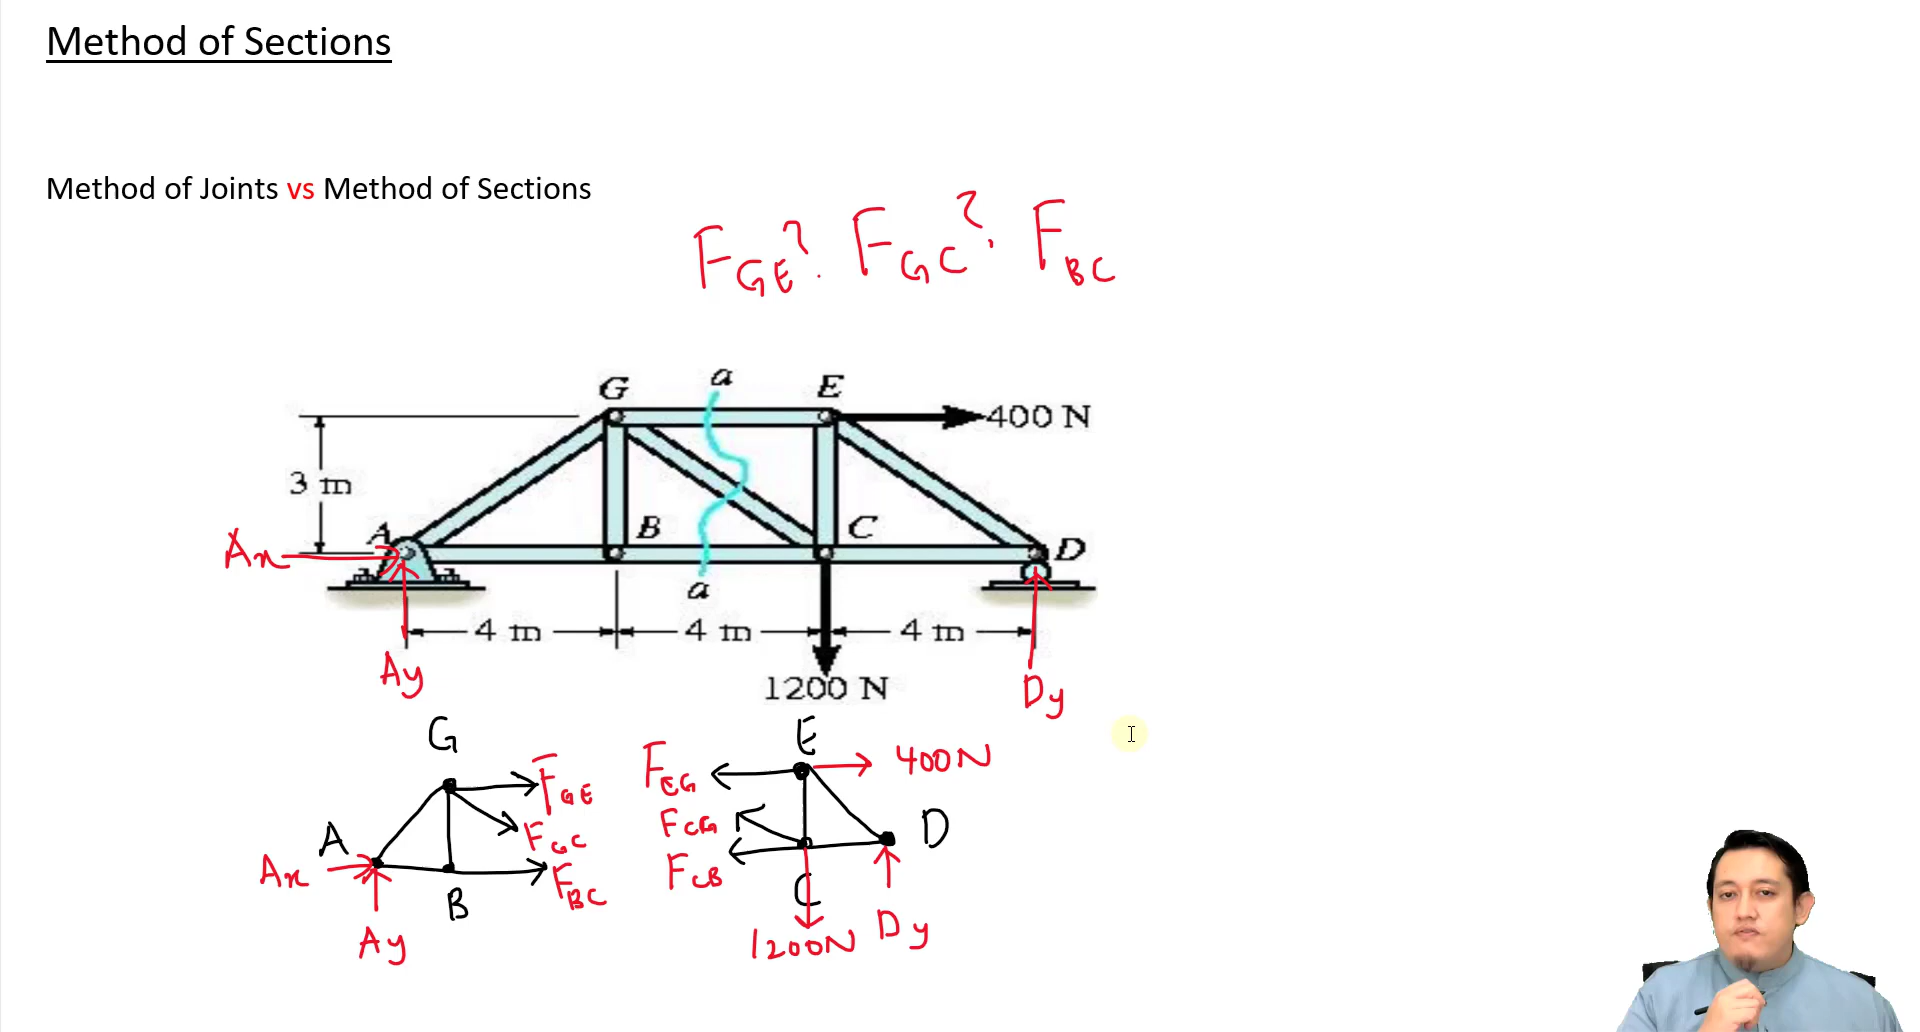 Method of Sections
Method of Joints vs Method of Sections
FGE? FGC? FBC
a
G E
400 N
3 m
A B C D
Ax
a
4 m 4 m 4 m
Ay
1200 N
Dy
G E
FEG 400N
FGE
A FGC FCG D
Ax FBC FCB
B C
Ay 1200N Dy